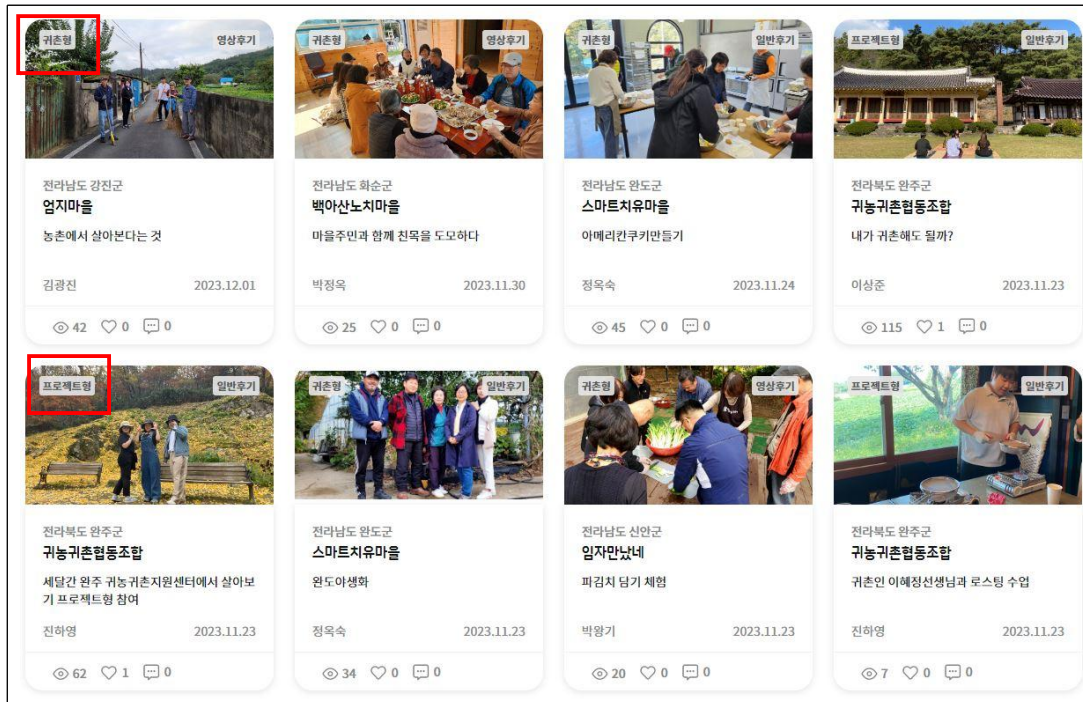 귀촌형 영상후기
전라남도 강진군
엄지마을
농촌에서 살아본다는 것
김광진 2023.12.01
42 0 0
귀촌형 영상후기
전라남도 화순군
백아산노치마을
마을주민과 함께 친목을 도모하다
박정옥 2023.11.30
25 0 0
귀촌형 일반후기
전라남도 완도군
스마트치유마을
아메리칸쿠키만들기
정옥숙 2023.11.24
45 0 0
프로젝트형 일반후기
전라북도 완주군
귀농귀촌협동조합
내가 귀촌해도 될까?
이상준 2023.11.23
115 1 0
프로젝트형 일반후기
전라북도 완주군
귀농귀촌협동조합
세달간 완주 귀농귀촌지원센터에서 살아보
기 프로젝트형 참여
진하영 2023.11.23
62 1 0
귀촌형 일반후기
전라남도 완도군
스마트치유마을
완도야생화
정옥숙 2023.11.23
34 0 0
귀촌형 영상후기
전라남도 신안군
임자만났네
파김치 담기 체험
박왕기 2023.11.23
20 0 0
프로젝트형 일반후기
전라북도 완주군
귀농귀촌협동조합
귀촌인 이혜정선생님과 로스팅 수업
진하영 2023.11.23
7 0 0